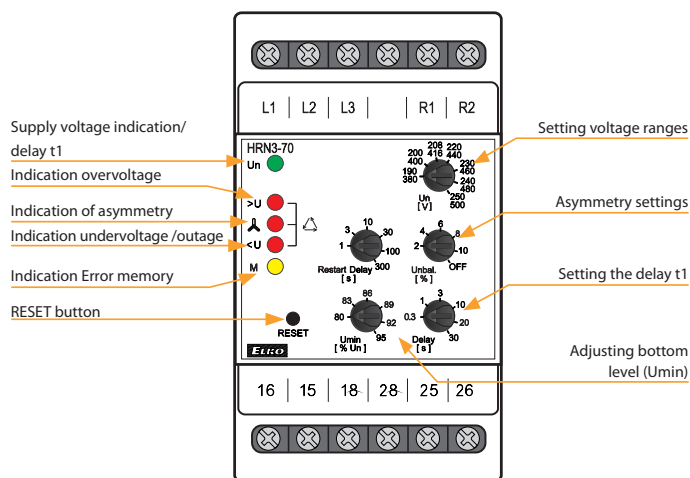 L1 L2 L3 R1 R2
Supply voltage indication/
delay t1
Indication overvoltage
Indication of asymmetry
Indication undervoltage /outage
Indication Error memory
RESET button
HRN3-70
Un
>U
<U
M
RESET
ELKO
190 380
200 400
208 416
220 440
230 460
240 480
250 500
Un
[V]
1 3 10 30 100 300
Restart Delay
[s]
2 4 6 8 10 OFF
Unbal.
[%]
80 83 86 89 92 95
Umin
[% Un]
0.3 1 3 10 20 30
Delay
[s]
Setting voltage ranges
Asymmetry settings
Setting the delay t1
Adjusting bottom
level (Umin)
16 15 18 28 25 26